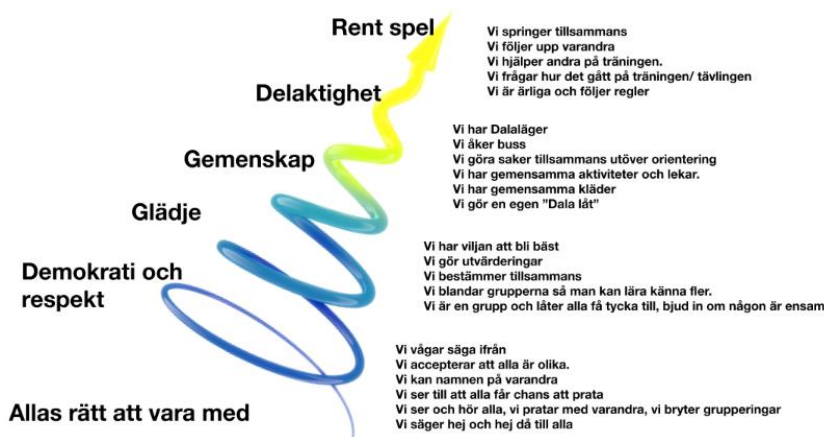 Rent spel
Vi springer tillsammans
Vi följer upp varandra
Vi hjälper andra på träningen.
Vi frågar hur det gått på träningen/ tävlingen
Vi är ärliga och följer regler
Delaktighet
Vi har Dalaläger
Vi åker buss
Vi göra saker tillsammans utöver orientering
Vi har gemensamma aktiviteter och lekar.
Vi har gemensamma kläder
Vi gör en egen ”Dala låt”
Gemenskap
Glädje
Vi har viljan att bli bäst
Vi gör utvärderingar
Vi bestämmer tillsammans
Vi blandar grupperna så man kan lära känna fler.
Vi är en grupp och låter alla få tycka till, bjud in om någon är ensam
Demokrati och
respekt
Vi vågar säga ifrån
Vi accepterar att alla är olika.
Vi kan namnen på varandra
Vi ser till att alla får chans att prata
Vi ser och hör alla, vi pratar med varandra, vi bryter grupperingar
Vi säger hej och hej då till alla
Allas rätt att vara med